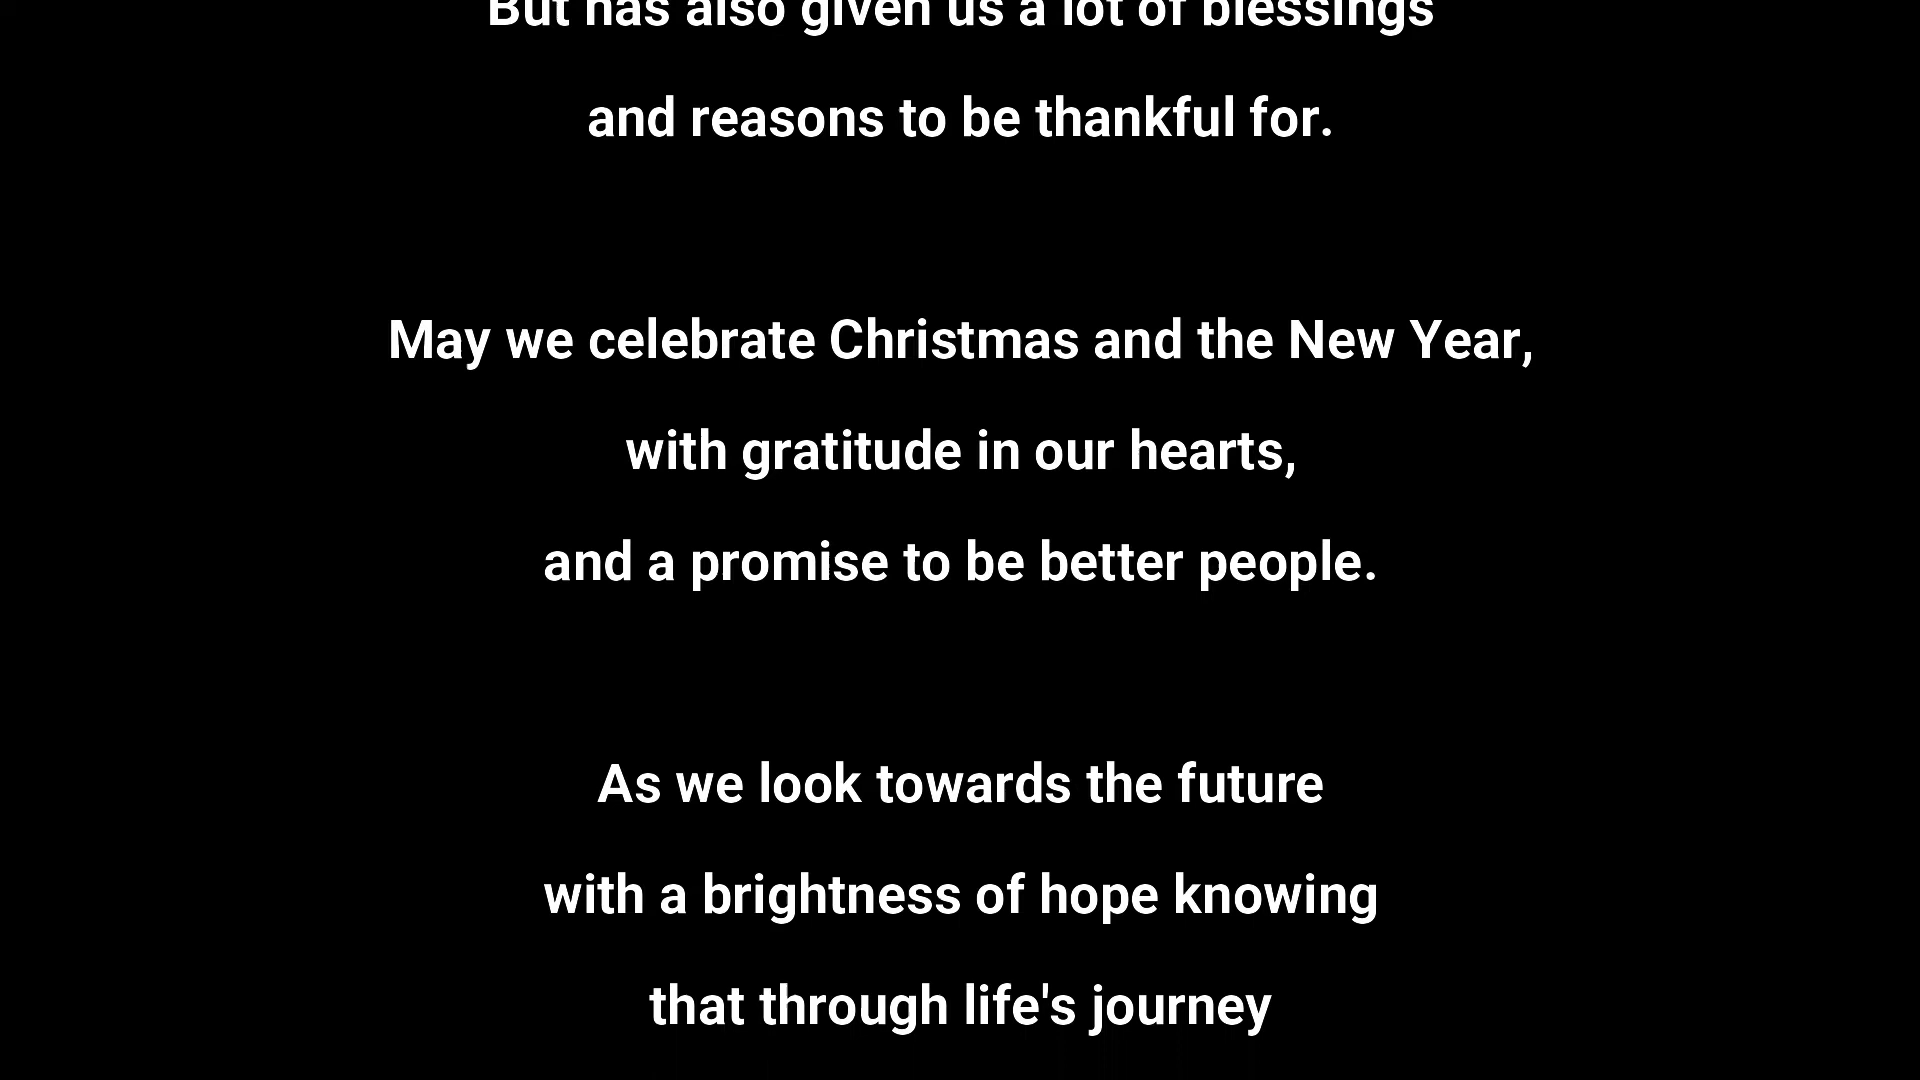 But has also given us a lot of blessings
and reasons to be thankful for.
May we celebrate Christmas and the New Year,
with gratitude in our hearts,
and a promise to be better people.
As we look towards the future
with a brightness of hope knowing
that through life's journey